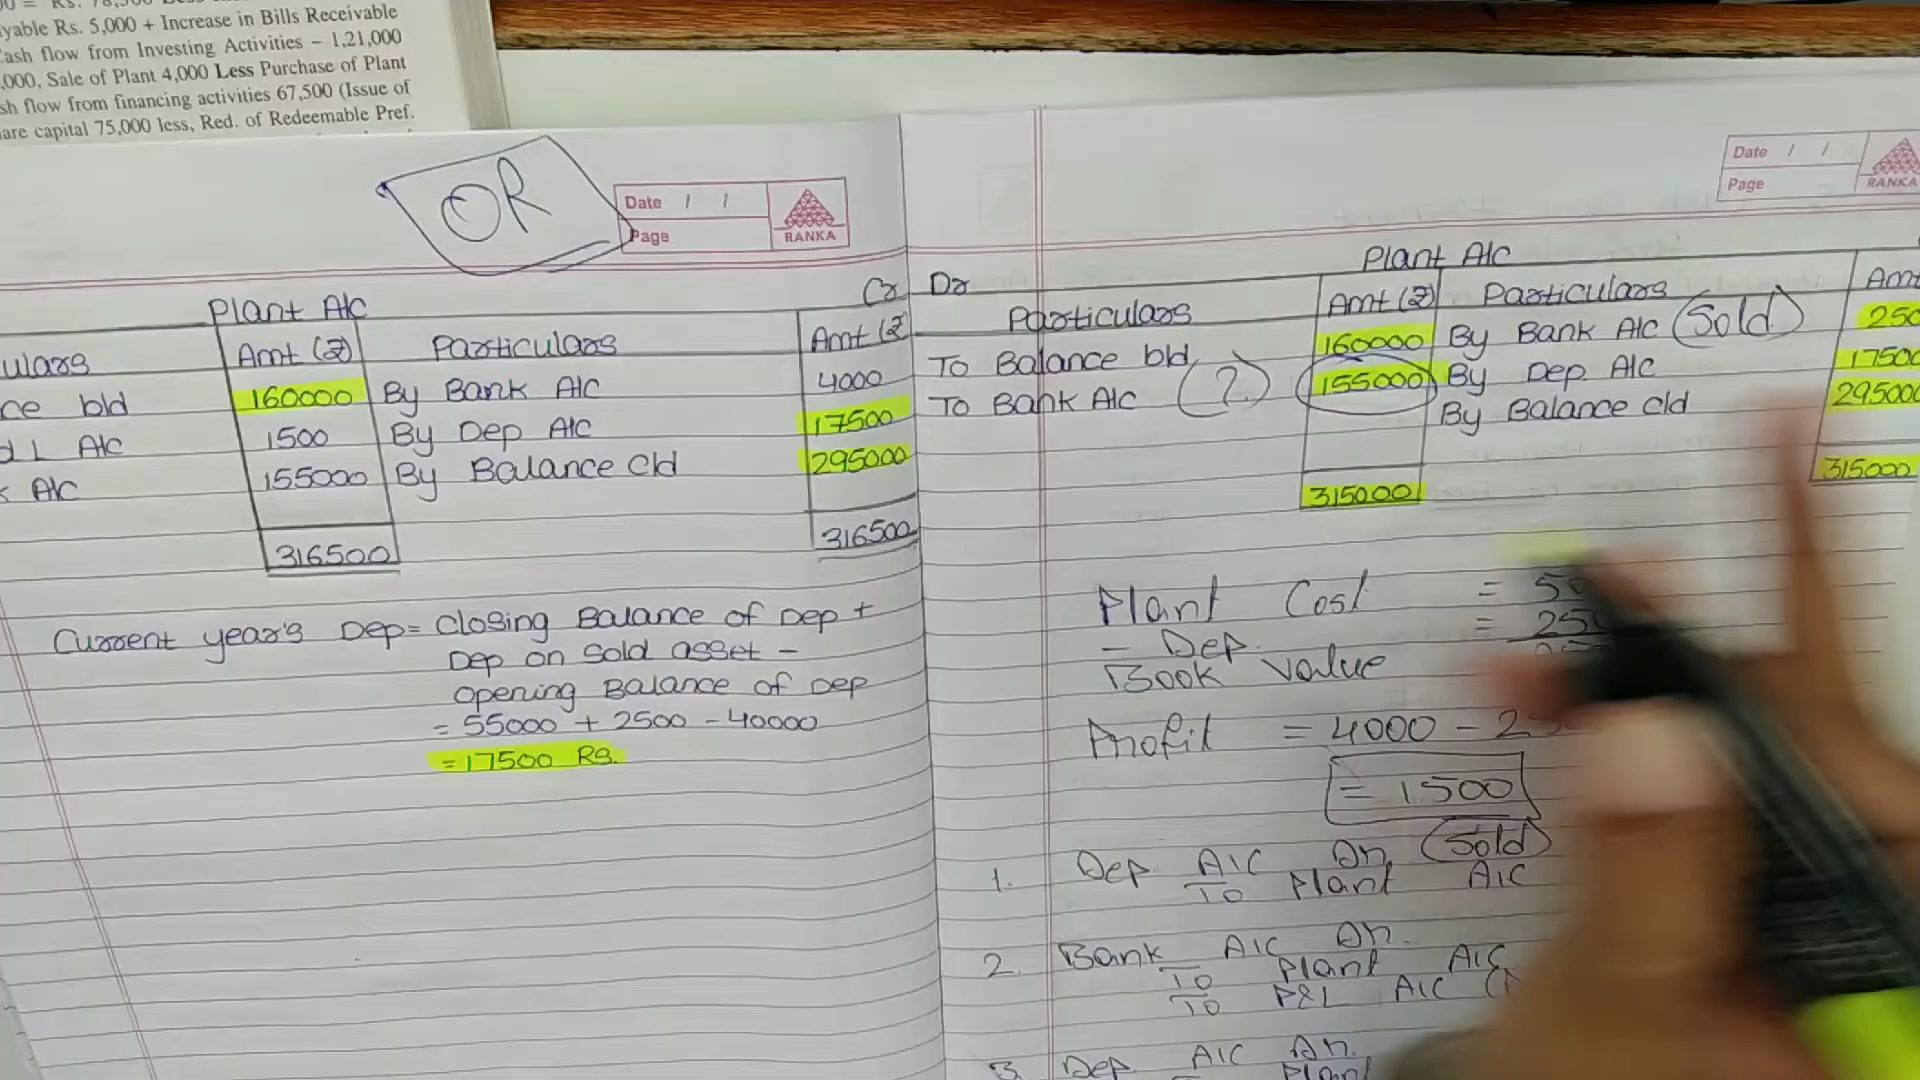 yable Rs. 5,000 + Increase in Bills Receivable
Cash flow from Investing Activities – 1,21,000
,000, Sale of Plant 4,000 Less Purchase of Plant
sh flow from financing activities 67,500 (Issue of
are capital 75,000 less, Red. of Redeemable Pref.
OR
Date / /
Page
RANKA
Plant A/c
Cr
ulars Amt (₹) Particulars Amt (₹
ce b/d 160000 By Bank A/c 4000
d L A/c 1500 By Dep A/c 17500
A/c 155000 By Balance c/d 295000
316500 316500
Current year's Dep = Closing Balance of Dep +
Dep on sold asset -
opening Balance of Dep
= 55000 + 2500 - 40000
= 17500 Rs.
Date / /
Page
RANKA
Plant A/c
Dr
Particulars Amt (₹) Particulars Amt
To Balance b/d 160000 By Bank A/c (Sold) 250
To Bank A/c (?) 155000 By Dep. A/c 17500
By Balance c/d 295000
315000 315000
Plant Cost = 50
- Dep. = 250
Book Value
Profit = 4000 - 2
= 1500
1. Dep A/c Dr. (Sold)
To Plant A/c
2. Bank A/c Dr.
To Plant A/c
To P&L A/c
3. Dep A/c Dr.
Plant